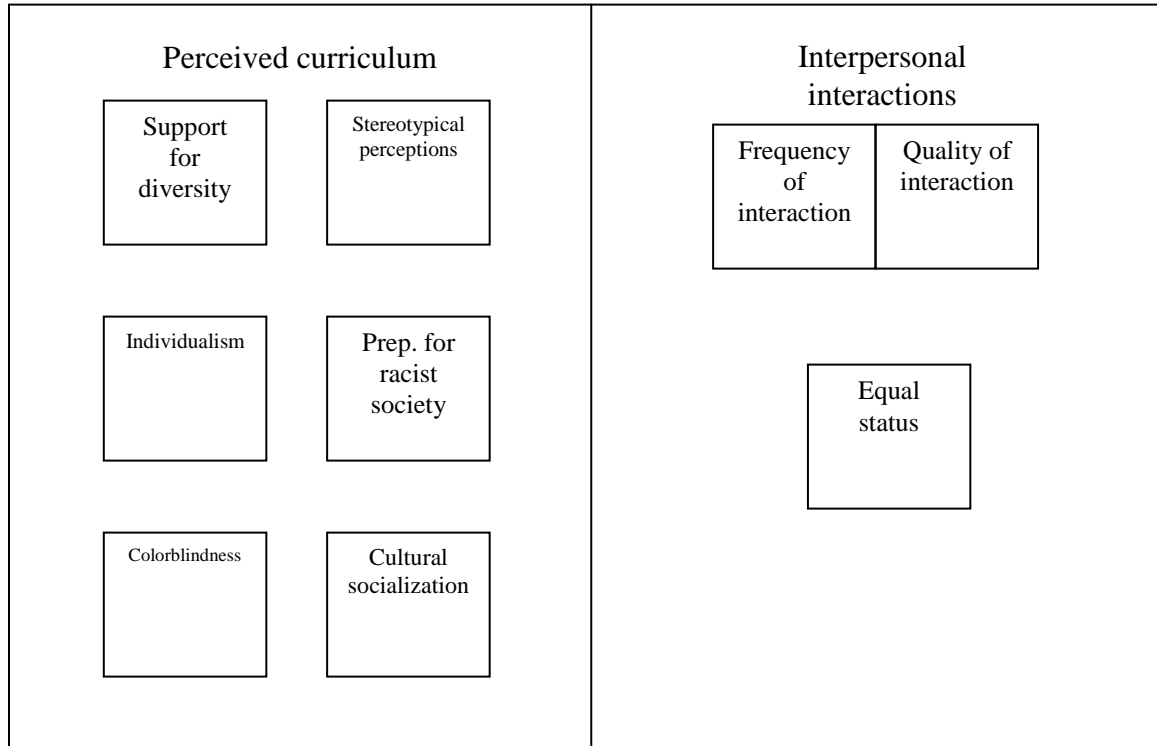 Perceived curriculum
Support
for
diversity
Stereotypical
perceptions
Individualism
Prep. for
racist
society
Colorblindness
Cultural
socialization
Interpersonal
interactions
Frequency
of
interaction
Quality of
interaction
Equal
status